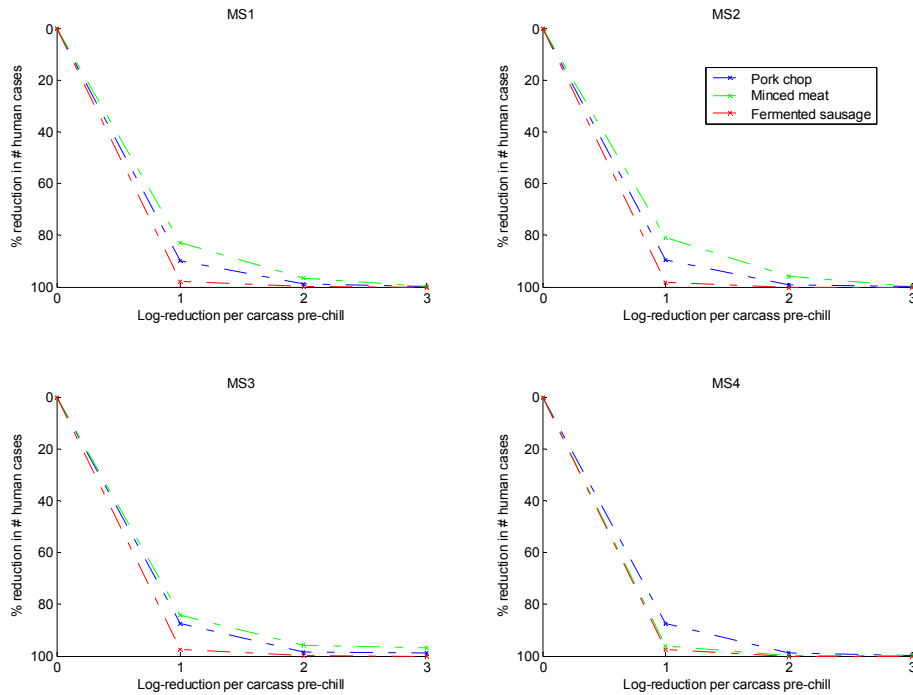 MS1
0
20
40
60
80
100
% reduction in # human cases
0
1
2
3
Log-reduction per carcass pre-chill
MS2
0
20
40
60
80
100
% reduction in # human cases
Pork chop
Minced meat
Fermented sausage
0
1
2
3
Log-reduction per carcass pre-chill
MS3
0
20
40
60
80
100
% reduction in # human cases
0
1
2
3
Log-reduction per carcass pre-chill
MS4
0
20
40
60
80
100
% reduction in # human cases
0
1
2
3
Log-reduction per carcass pre-chill